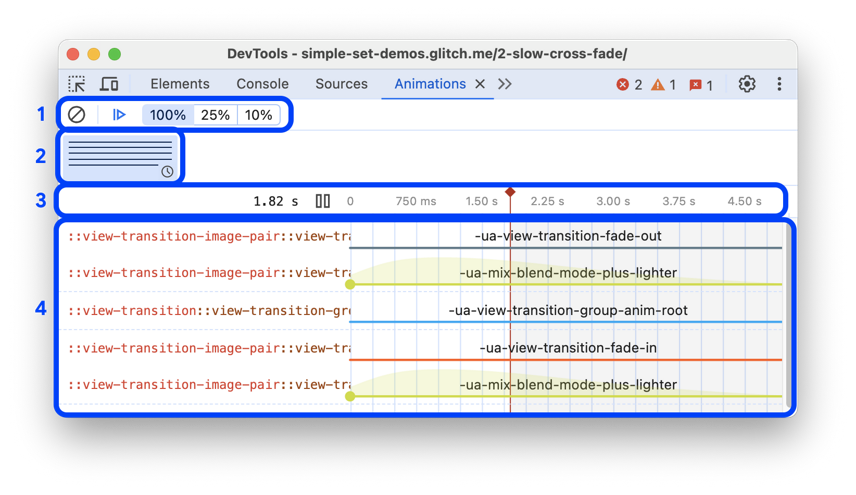 DevTools - simple-set-demos.glitch.me/2-slow-cross-fade/
Elements Console Sources Animations 2 1 1
1 100% 25% 10%
2
3 1.82 s 0 750 ms 1.50 s 2.25 s 3.00 s 3.75 s 4.50 s
::view-transition-image-pair::view-tra -ua-view-transition-fade-out
::view-transition-image-pair::view-tra -ua-mix-blend-mode-plus-lighter
4 ::view-transition::view-transition-gro -ua-view-transition-group-anim-root
::view-transition-image-pair::view-tra -ua-view-transition-fade-in
::view-transition-image-pair::view-tra -ua-mix-blend-mode-plus-lighter